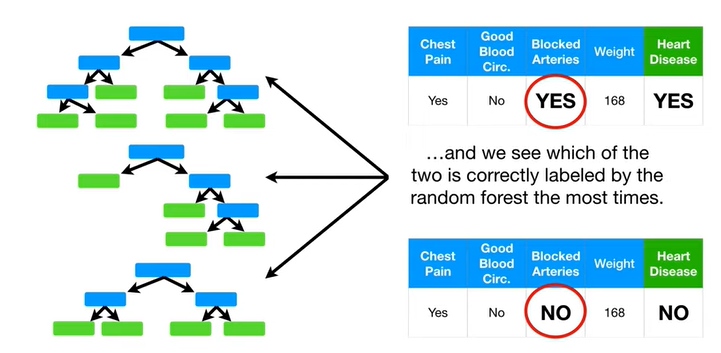 Chest Pain Good Blood Circ. Blocked Arteries Weight Heart Disease
Yes No YES 168 YES
...and we see which of the
two is correctly labeled by the
random forest the most times.
Chest Pain Good Blood Circ. Blocked Arteries Weight Heart Disease
Yes No NO 168 NO